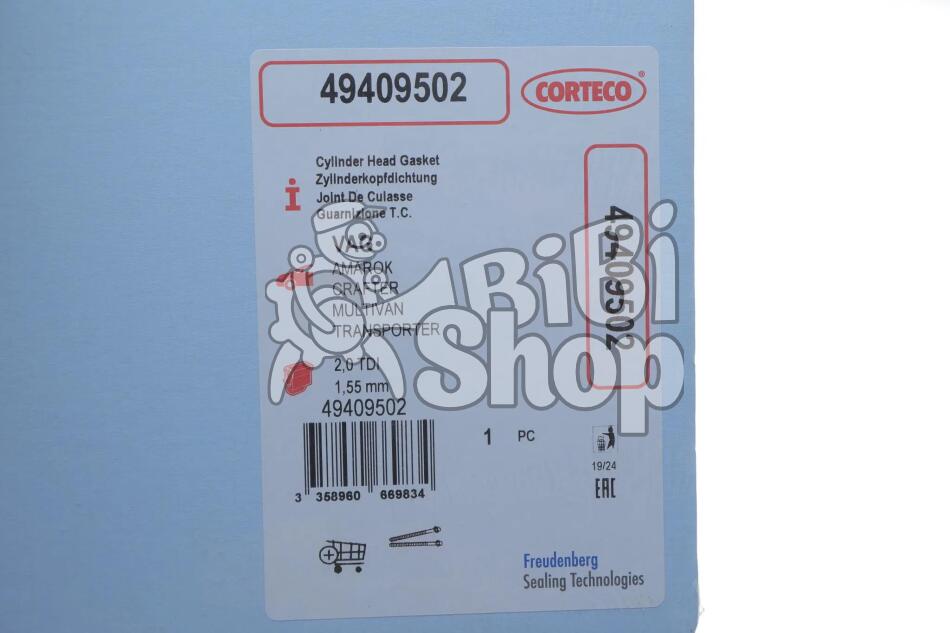 49409502
CORTECO®
Cylinder Head Gasket
Zylinderkopfdichtung
Joint De Culasse
Guarnizione T.C.
VAG
AMAROK
CRAFTER
MULTIVAN
TRANSPORTER
2,0 TDI
1,55 mm
49409502
49409502
BiBi
Shop
1 PC
3 358960 669834
19/24
EAC
Freudenberg
Sealing Technologies